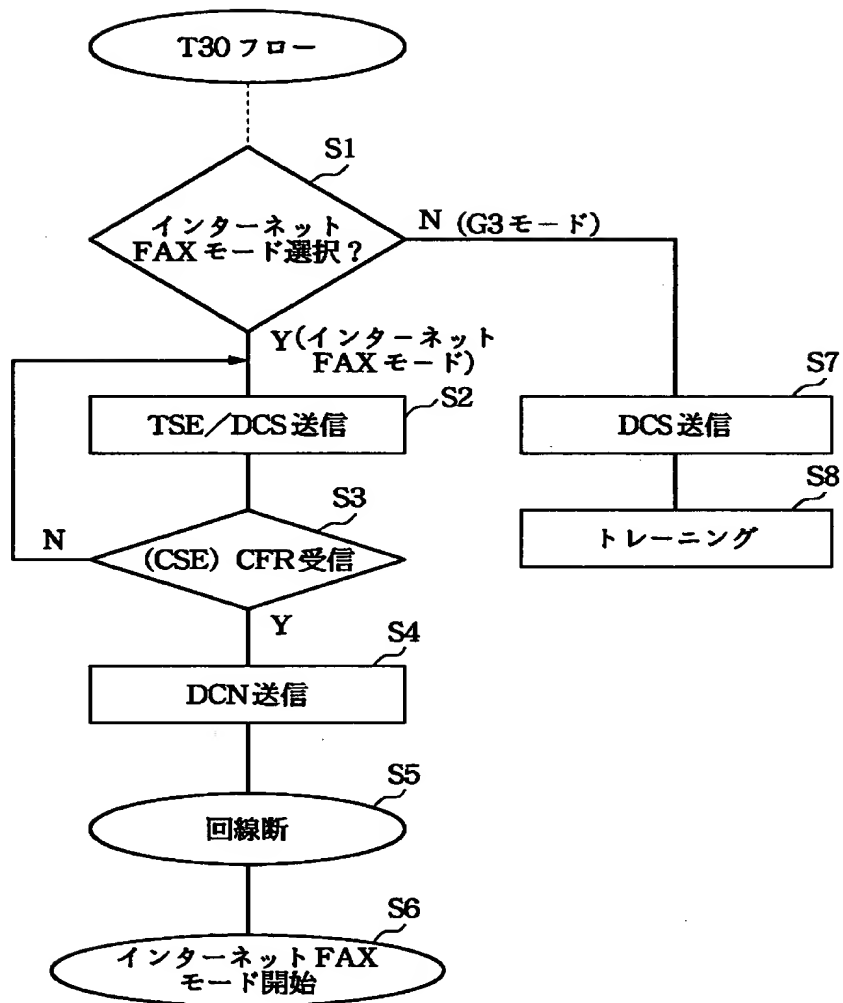 T30フロー
S1
インターネット
FAXモード選択?
N (G3モード)
Y(インターネット
FAXモード)
S2
TSE/DCS送信
S7
DCS送信
S3
N
(CSE) CFR受信
S8
トレーニング
Y
S4
DCN送信
S5
回線断
S6
インターネットFAX
モード開始